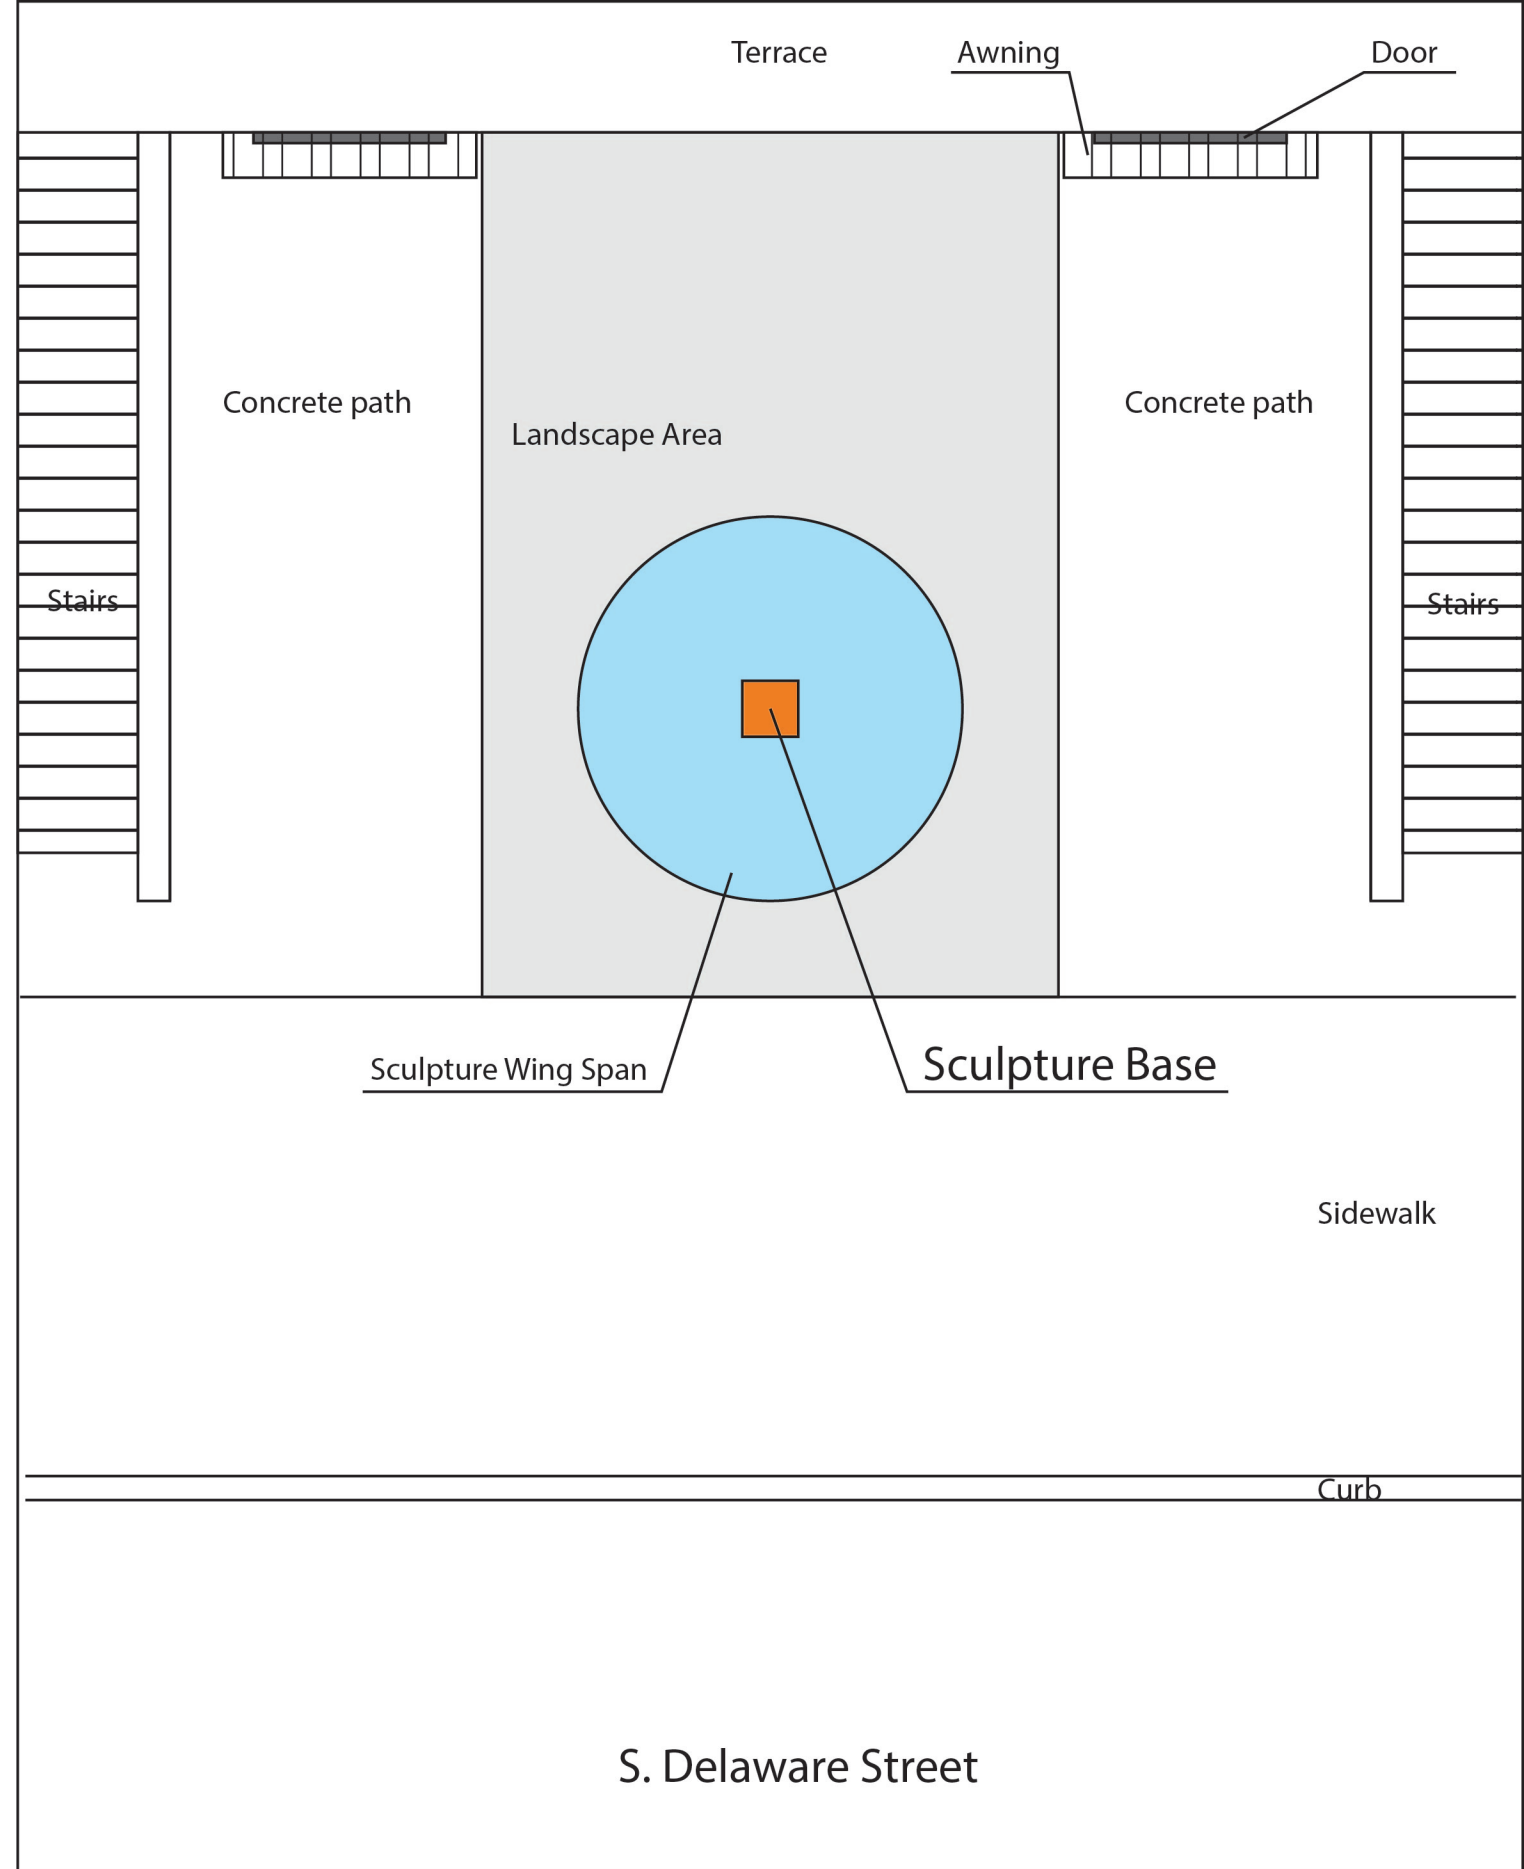 Terrace
Awning
Door
Concrete path
Concrete path
Landscape Area
Stairs
Stairs
Sculpture Wing Span
Sculpture Base
Sidewalk
Curb
S. Delaware Street